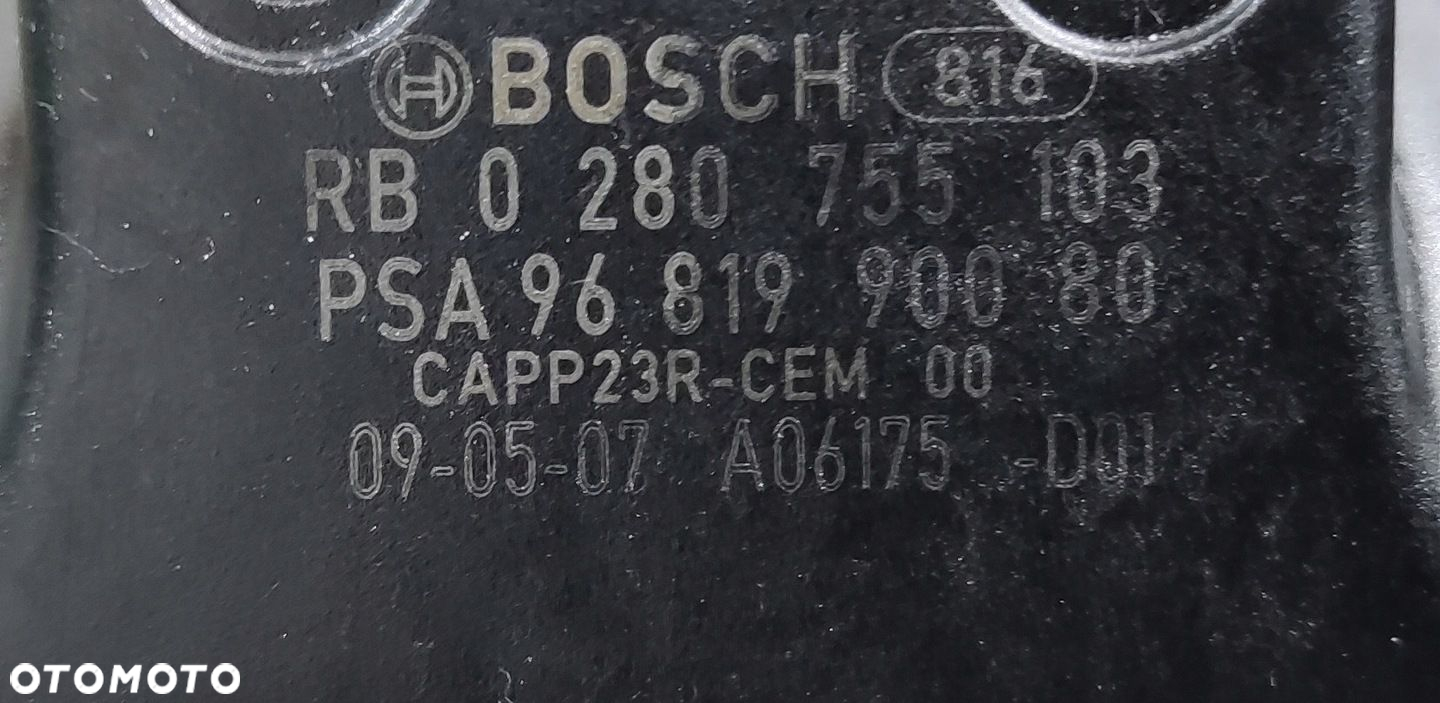 BOSCH 816
RB 0 280 755 103
PSA 96 819 900 80
CAPP23R-CEM 00
09-05-07 A06175 -D01
OTOMOTO